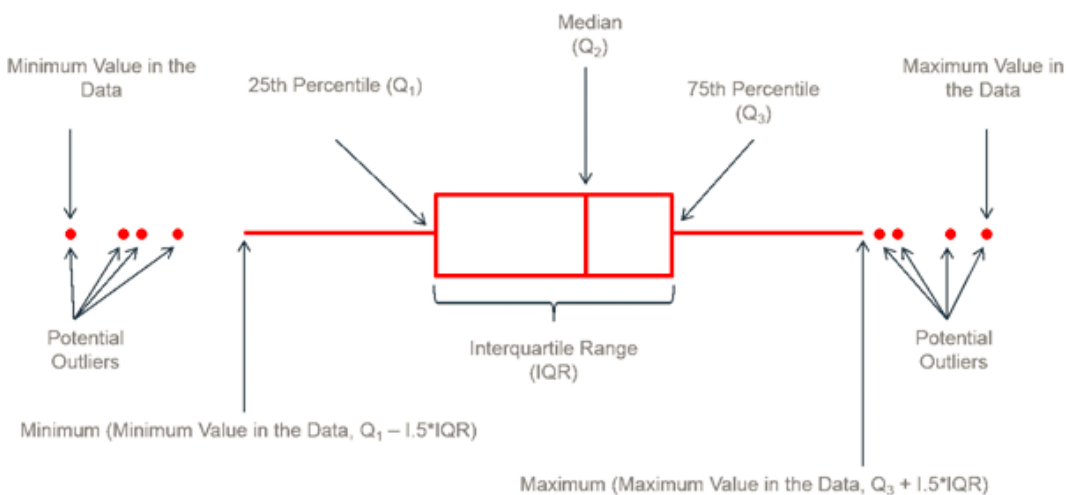 Median
(Q₂)
Minimum Value in the
Data
25th Percentile (Q₁)
75th Percentile
(Q₃)
Maximum Value in
the Data
Potential
Outliers
Interquartile Range
(IQR)
Potential
Outliers
Minimum (Minimum Value in the Data, Q₁ – I.5*IQR)
Maximum (Maximum Value in the Data, Q₃ + I.5*IQR)